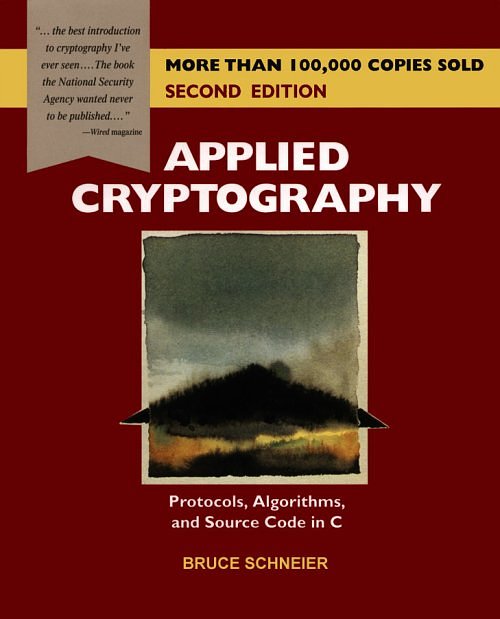 “... the best introduction
to cryptography I’ve
ever seen....The book
the National Security
Agency wanted never
to be published....”
—Wired magazine
MORE THAN 100,000 COPIES SOLD
SECOND EDITION
APPLIED
CRYPTOGRAPHY
Protocols, Algorithms,
and Source Code in C
BRUCE SCHNEIER